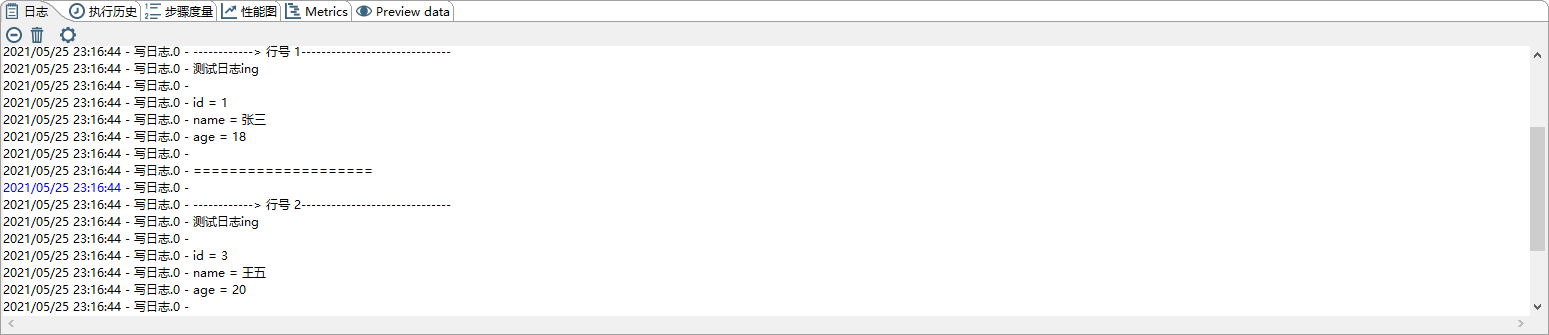 日志 执行历史 步骤度量 性能图 Metrics Preview data
2021/05/25 23:16:44 - 写日志.0 - ------------> 行号 1------------------------------
2021/05/25 23:16:44 - 写日志.0 - 测试日志ing
2021/05/25 23:16:44 - 写日志.0 -
2021/05/25 23:16:44 - 写日志.0 - id = 1
2021/05/25 23:16:44 - 写日志.0 - name = 张三
2021/05/25 23:16:44 - 写日志.0 - age = 18
2021/05/25 23:16:44 - 写日志.0 -
2021/05/25 23:16:44 - 写日志.0 - ====================
2021/05/25 23:16:44 - 写日志.0 -
2021/05/25 23:16:44 - 写日志.0 - ------------> 行号 2------------------------------
2021/05/25 23:16:44 - 写日志.0 - 测试日志ing
2021/05/25 23:16:44 - 写日志.0 -
2021/05/25 23:16:44 - 写日志.0 - id = 3
2021/05/25 23:16:44 - 写日志.0 - name = 王五
2021/05/25 23:16:44 - 写日志.0 - age = 20
2021/05/25 23:16:44 - 写日志.0 -